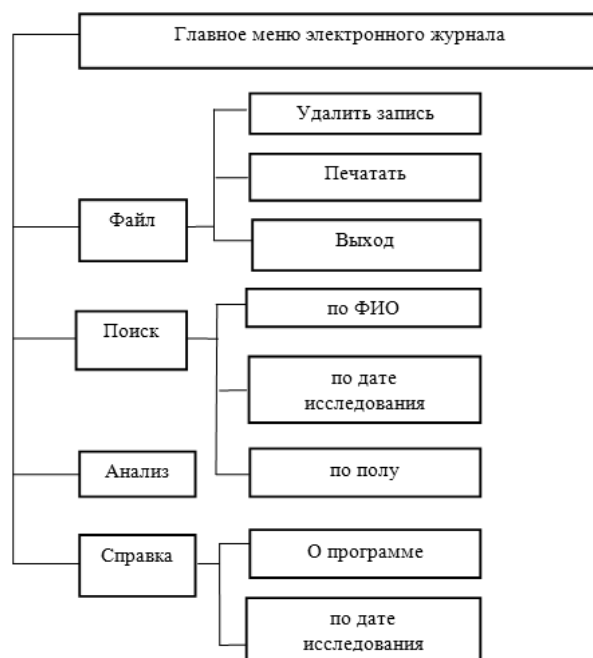 Главное меню электронного журнала
Удалить запись
Печатать
Файл
Выход
по ФИО
Поиск
по дате
исследования
Анализ
по полу
Справка
О программе
по дате
исследования